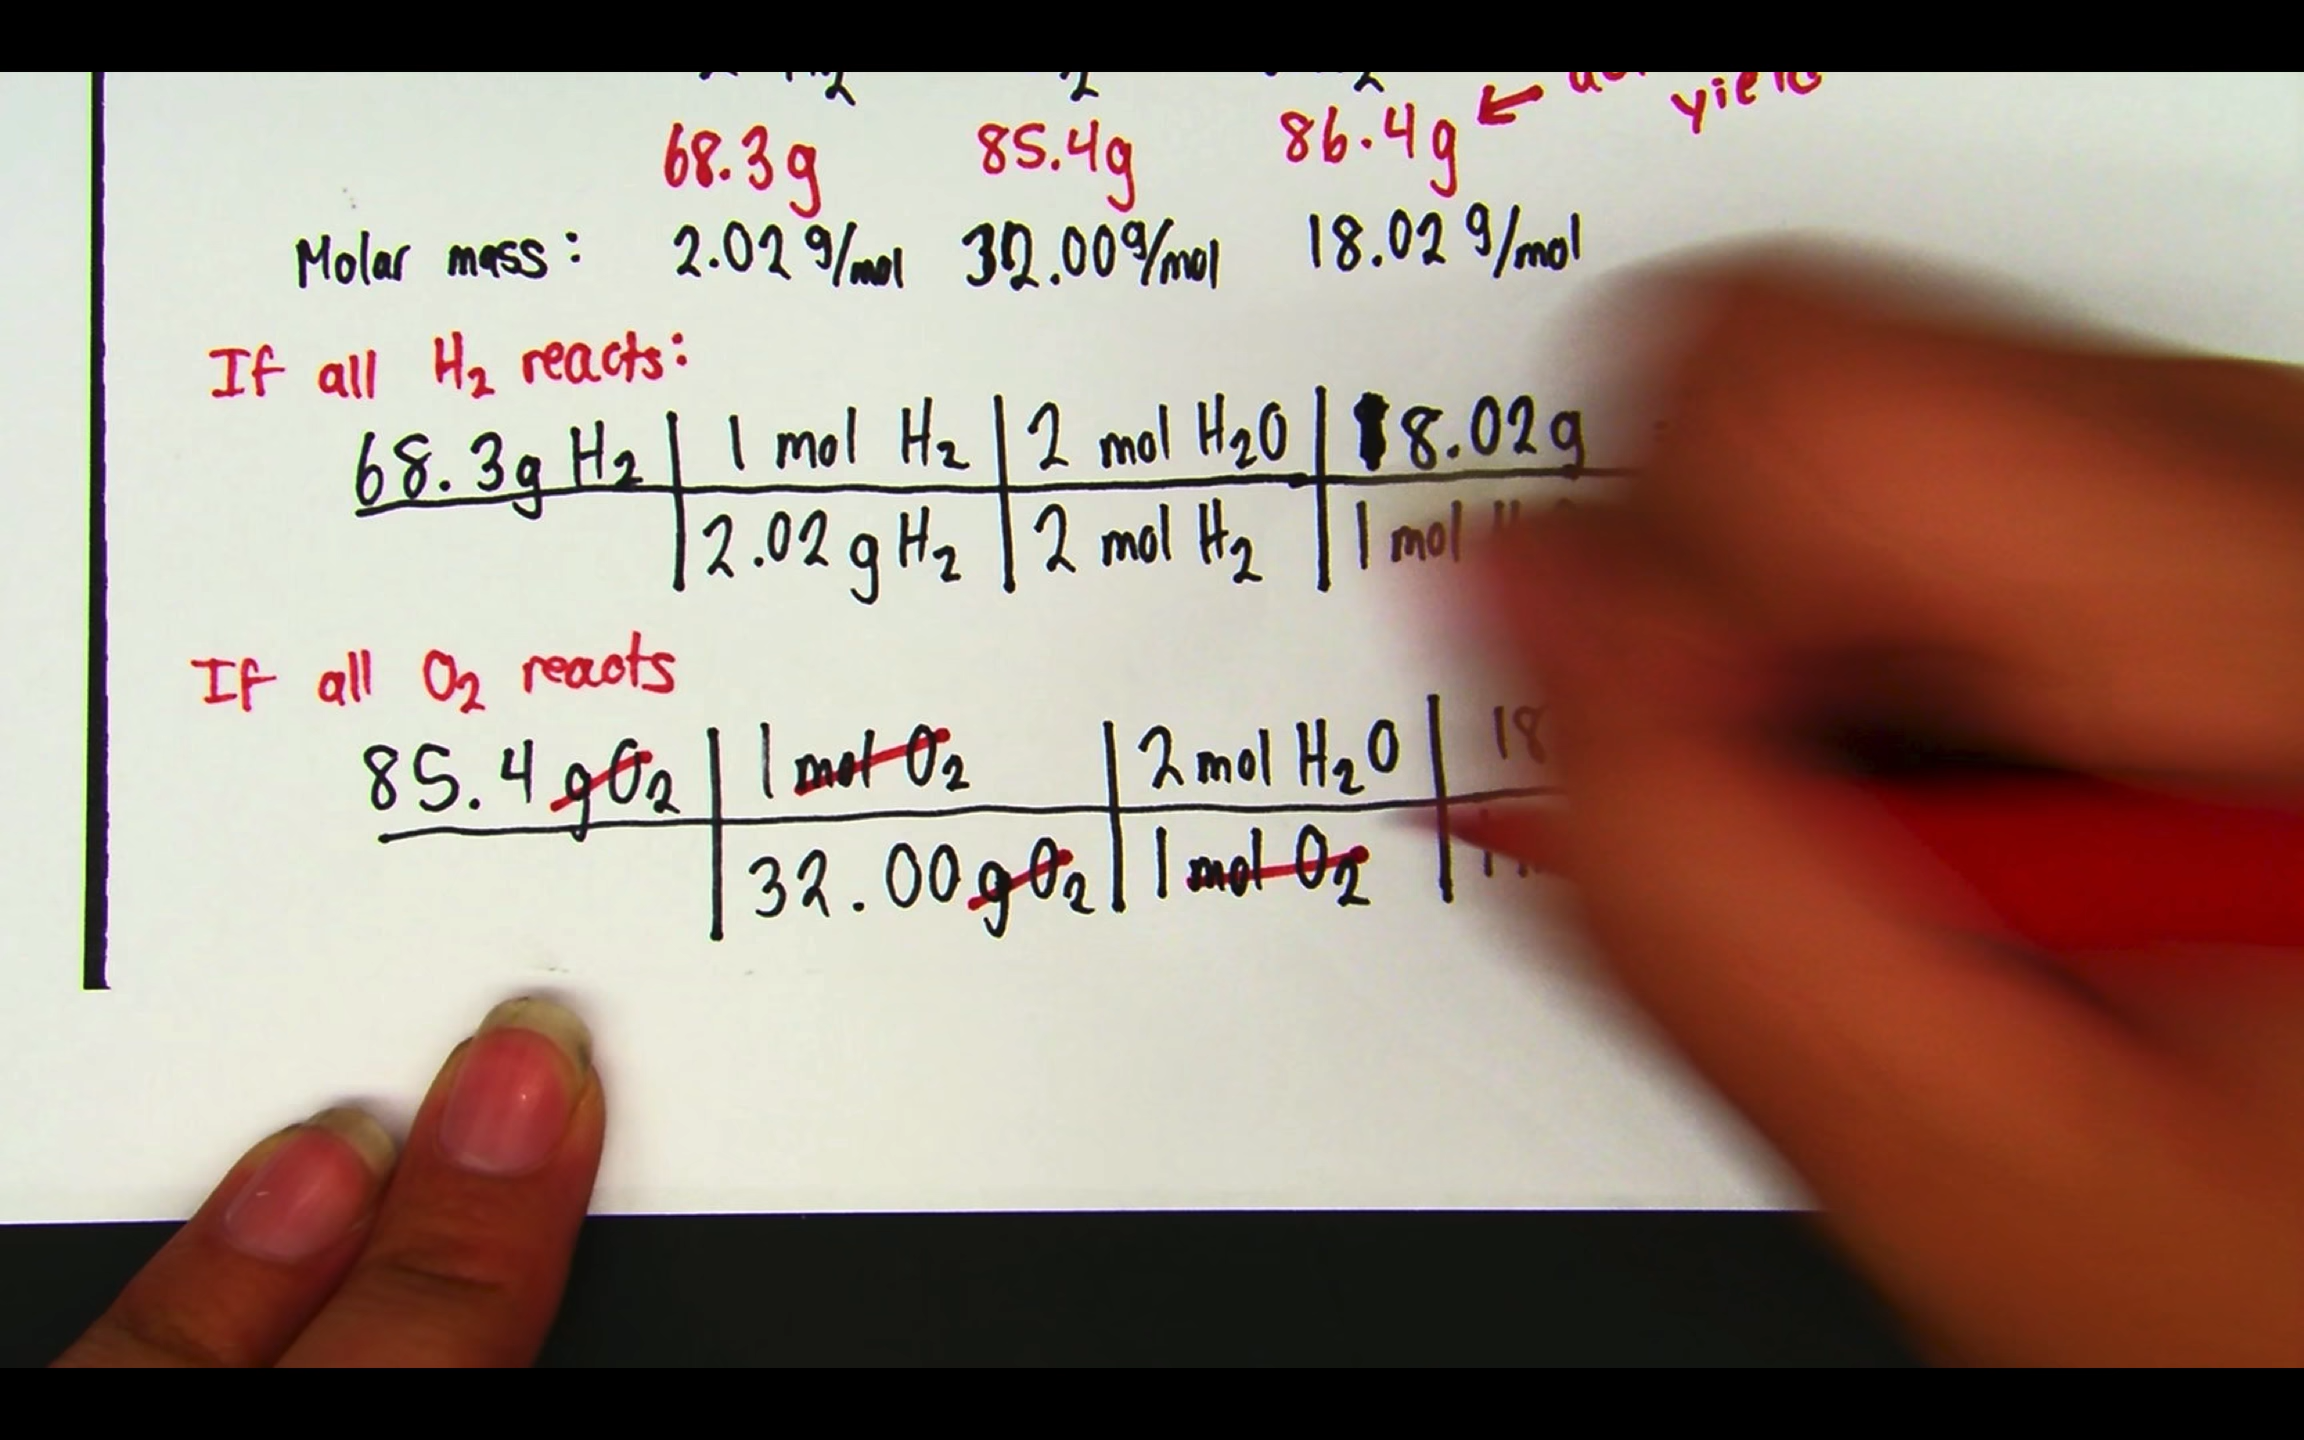 yield
68.3g 85.4g 86.4g
Molar mass: 2.02 g/mol 32.00 g/mol 18.02 g/mol
If all H₂ reacts:
68.3g H₂ 1 mol H₂ 2 mol H₂O 18.02g
2.02 g H₂ 2 mol H₂ 1 mol
If all O₂ reacts
85.4 g O₂ 1 mol O₂ 2 mol H₂O 18
32.00 g O₂ 1 mol O₂